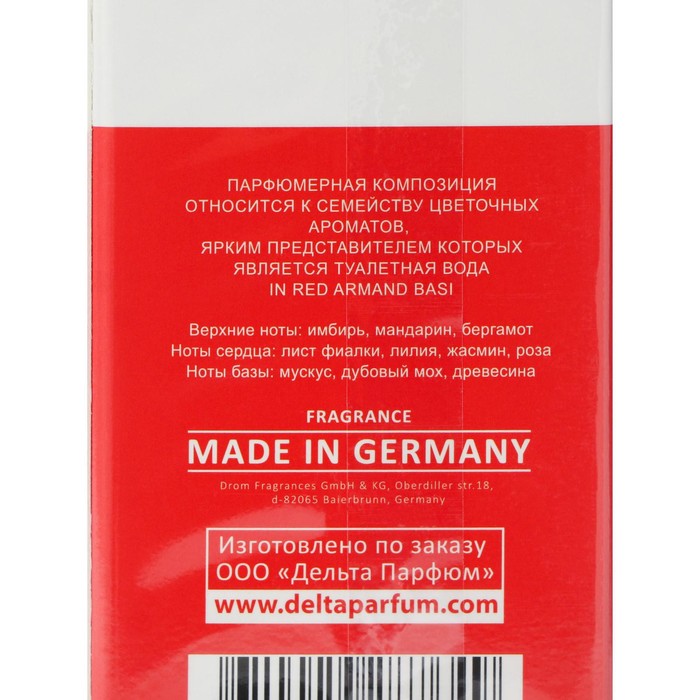 ПАРФЮМЕРНАЯ КОМПОЗИЦИЯ
ОТНОСИТСЯ К СЕМЕЙСТВУ ЦВЕТОЧНЫХ
АРОМАТОВ,
ЯРКИМ ПРЕДСТАВИТЕЛЕМ КОТОРЫХ
ЯВЛЯЕТСЯ ТУАЛЕТНАЯ ВОДА
IN RED ARMAND BASI
Верхние ноты: имбирь, мандарин, бергамот
Ноты сердца: лист фиалки, лилия, жасмин, роза
Ноты базы: мускус, дубовый мох, древесина
FRAGRANCE
MADE IN GERMANY
Drom Fragrances GmbH & KG, Oberdiller str.18,
d-82065 Baierbrunn, Germany
Изготовлено по заказу
ООО «Дельта Парфюм»
www.deltaparfum.com